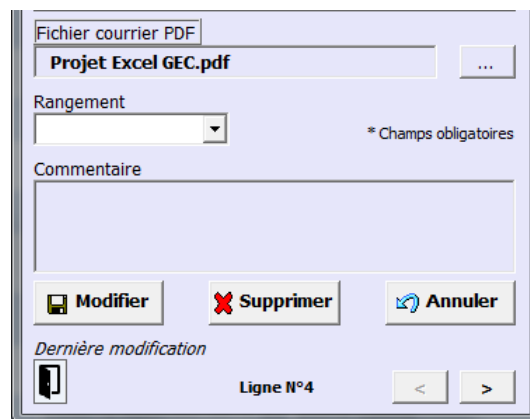 Fichier courrier PDF
Projet Excel GEC.pdf ...
Rangement
* Champs obligatoires
Commentaire
Modifier Supprimer Annuler
Dernière modification
Ligne N°4 < >